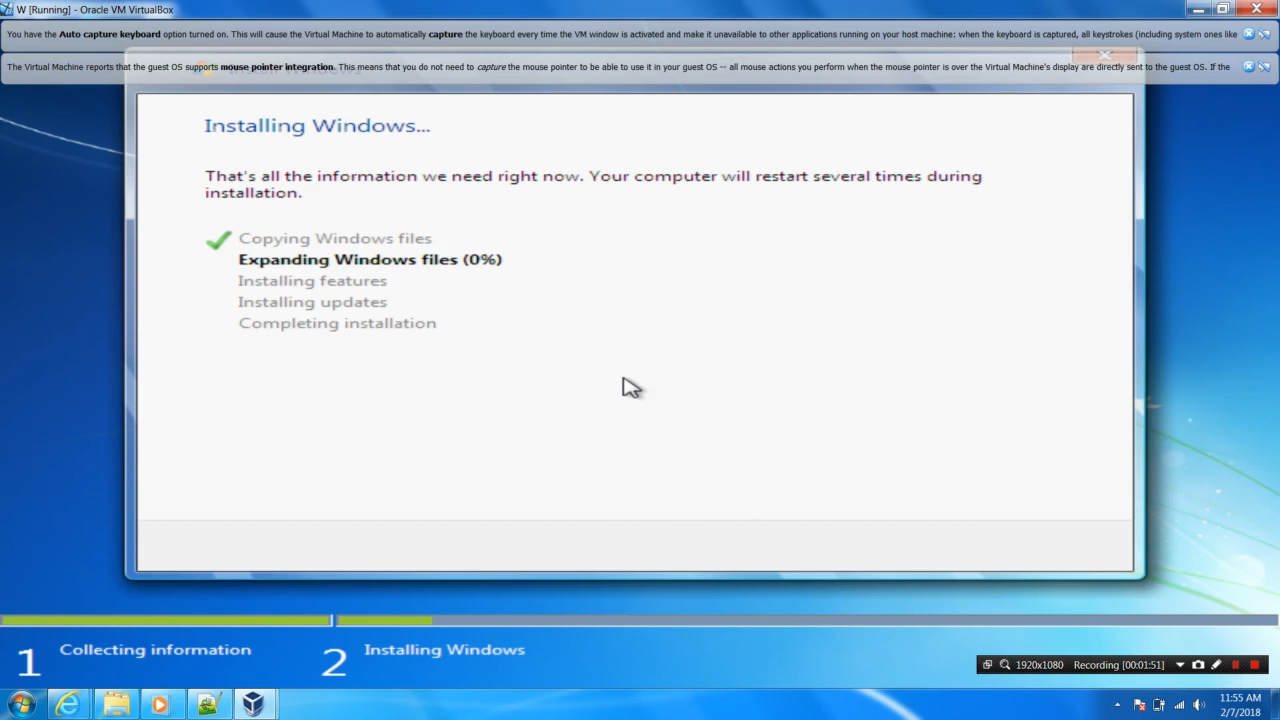 W [Running] - Oracle VM VirtualBox
You have the Auto capture keyboard option turned on. This will cause the Virtual Machine to automatically capture the keyboard every time the VM window is activated and make it unavailable to other applications running on your host machine: when the keyboard is captured, all keystrokes (including system ones like
The Virtual Machine reports that the guest OS supports mouse pointer integration. This means that you do not need to capture the mouse pointer to be able to use it in your guest OS -- all mouse actions you perform when the mouse pointer is over the Virtual Machine's display are directly sent to the guest OS. If the
Install Windows
Installing Windows...
That's all the information we need right now. Your computer will restart several times during
installation.
Copying Windows files
Expanding Windows files (0%)
Installing features
Installing updates
Completing installation
1 Collecting information
2 Installing Windows
1920x1080 Recording [00:01:51]
11:55 AM
2/7/2018